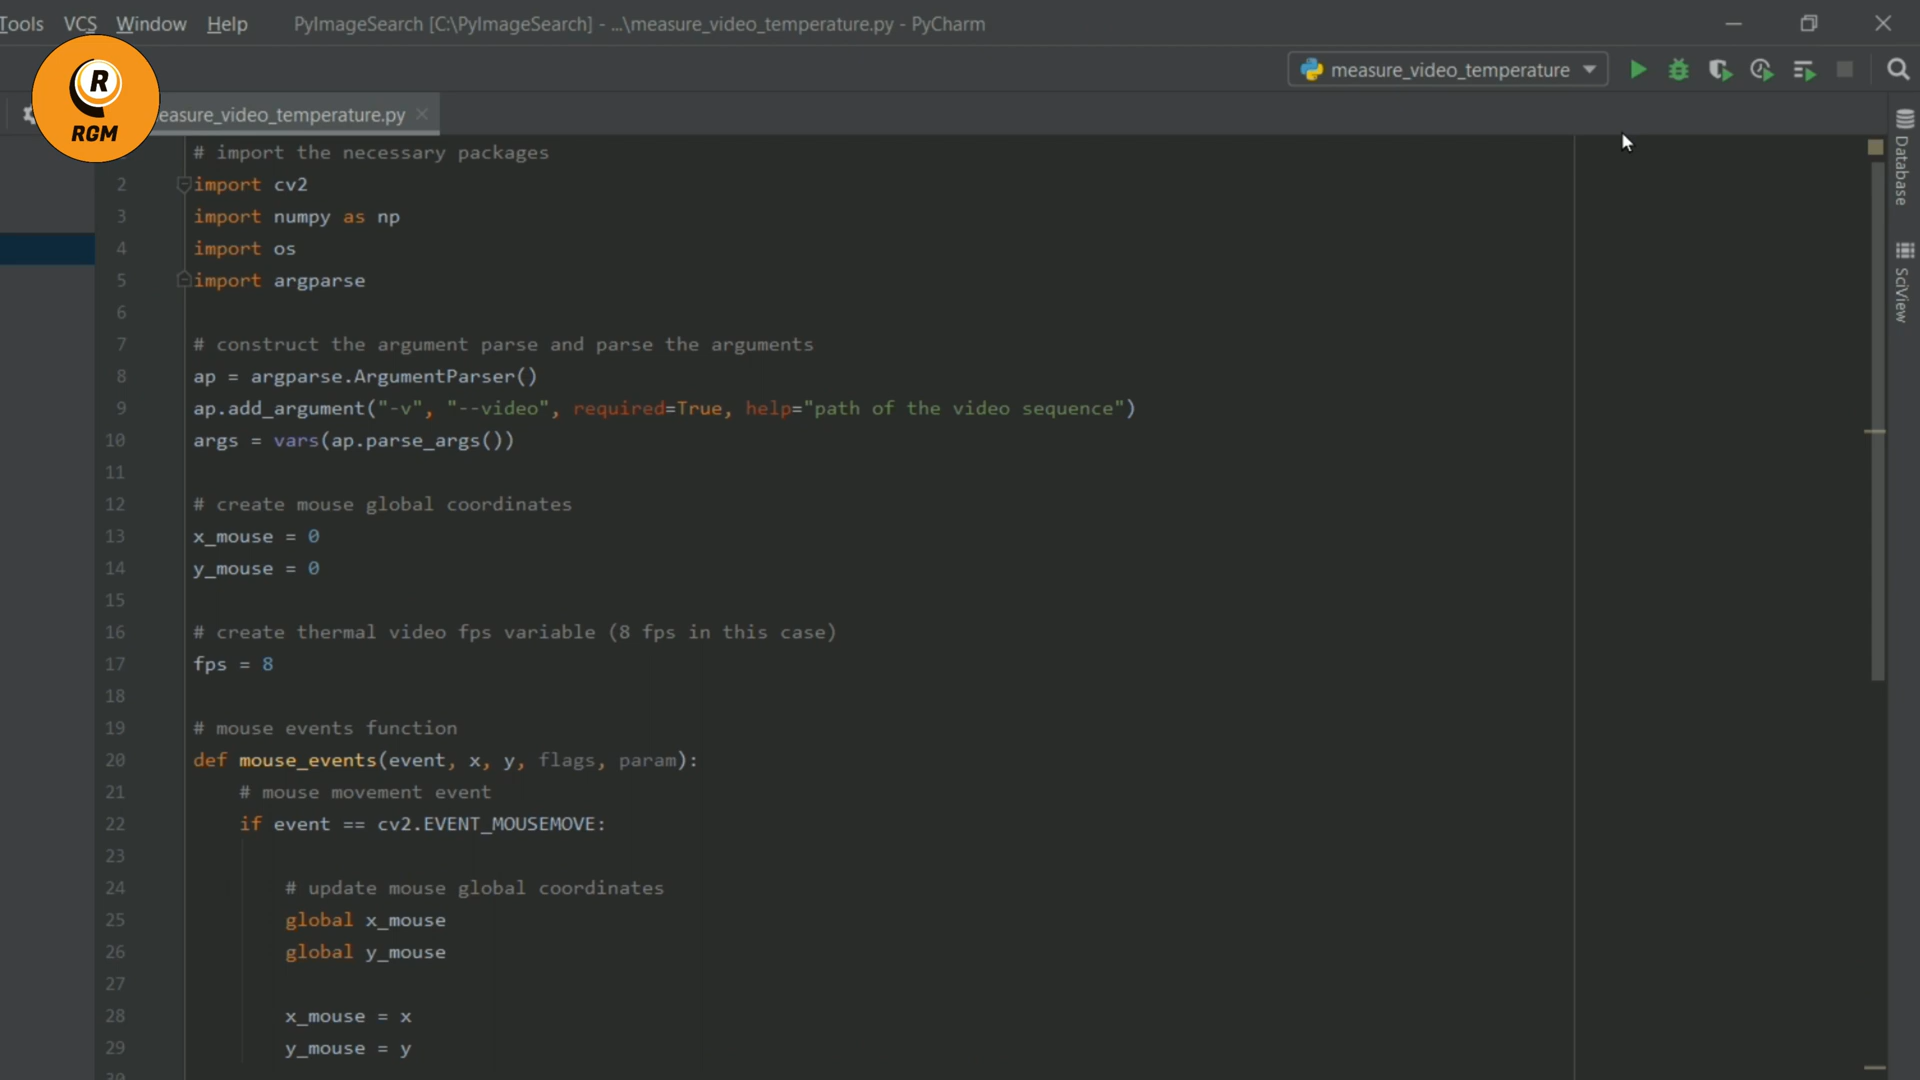 Tools VCS Window Help PyImageSearch [C:\PyImageSearch] - ...\measure_video_temperature.py - PyCharm
R
RGM
measure_video_temperature
easure_video_temperature.py
Database
SciView
# import the necessary packages
2 import cv2
3 import numpy as np
4 import os
5 import argparse
6
7 # construct the argument parse and parse the arguments
8 ap = argparse.ArgumentParser()
9 ap.add_argument("-v", "--video", required=True, help="path of the video sequence")
10 args = vars(ap.parse_args())
11
12 # create mouse global coordinates
13 x_mouse = 0
14 y_mouse = 0
15
16 # create thermal video fps variable (8 fps in this case)
17 fps = 8
18
19 # mouse events function
20 def mouse_events(event, x, y, flags, param):
21 # mouse movement event
22 if event == cv2.EVENT_MOUSEMOVE:
23
24 # update mouse global coordinates
25 global x_mouse
26 global y_mouse
27
28 x_mouse = x
29 y_mouse = y
30